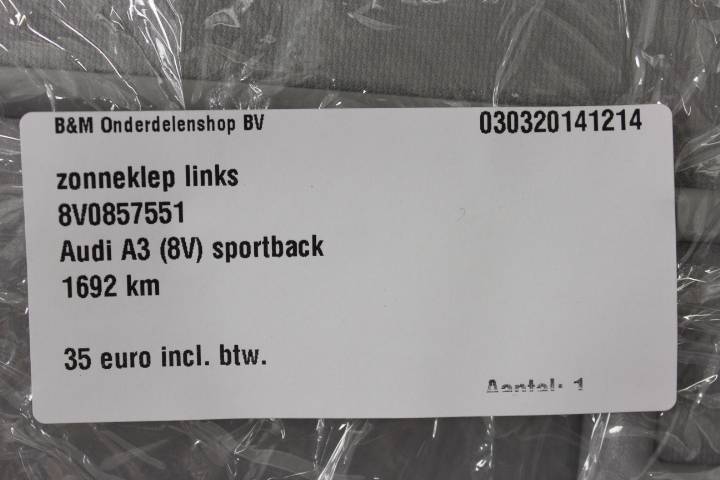 B&M Onderdelenshop BV 030320141214
zonneklep links
8V0857551
Audi A3 (8V) sportback
1692 km
35 euro incl. btw.
Aantal: 1